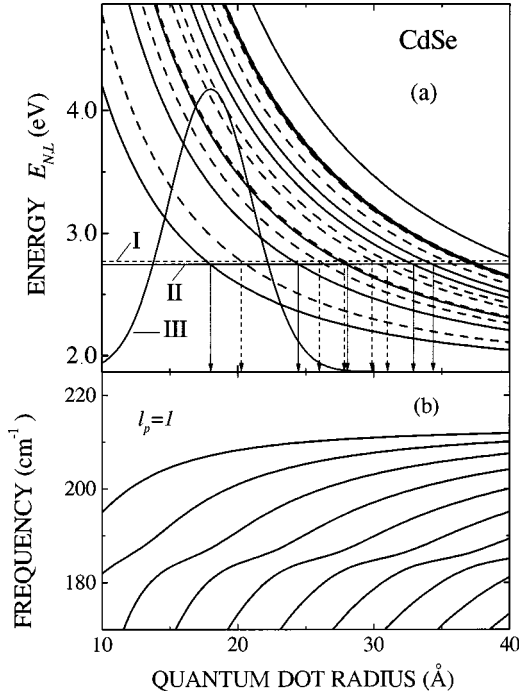 CdSe
(a)
4.0
3.0
2.0
ENERGY E_{N,L} (eV)
I
II
III
(b)
l_p=1
210
200
180
FREQUENCY (cm⁻¹)
10
20
30
40
QUANTUM DOT RADIUS (Å)